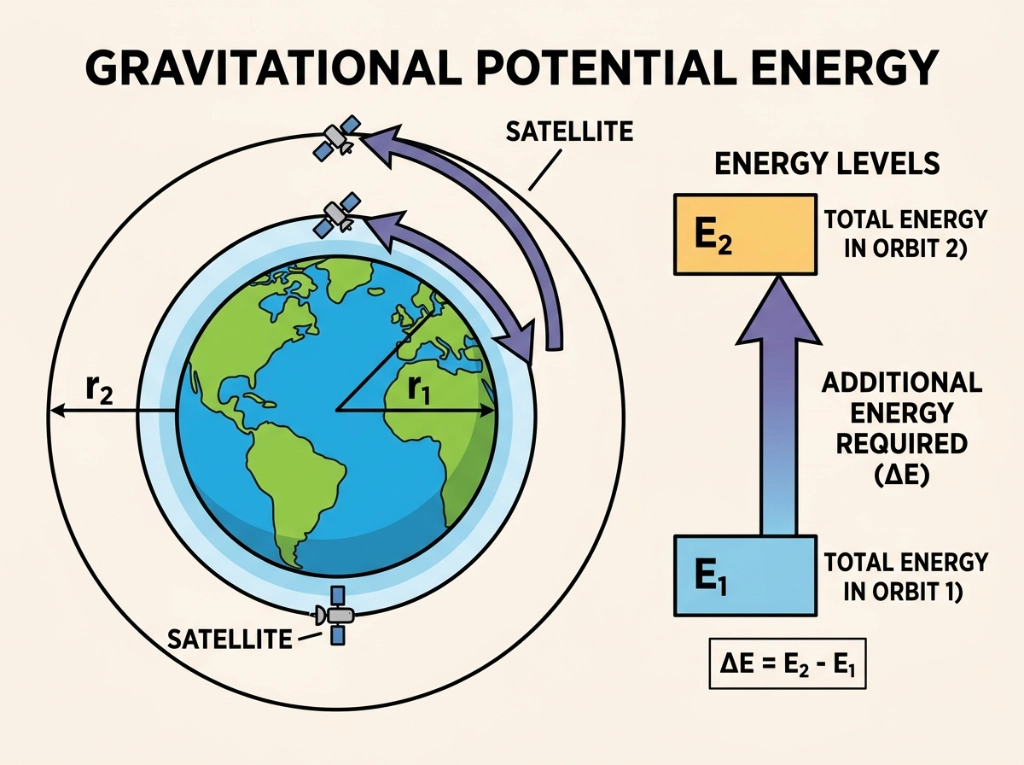 GRAVITATIONAL POTENTIAL ENERGY
SATELLITE
r₂
r₁
SATELLITE
ENERGY LEVELS
E₂
TOTAL ENERGY
IN ORBIT 2)
ADDITIONAL
ENERGY
REQUIRED
(ΔE)
E₁
TOTAL ENERGY
IN ORBIT 1)
ΔE = E₂ - E₁